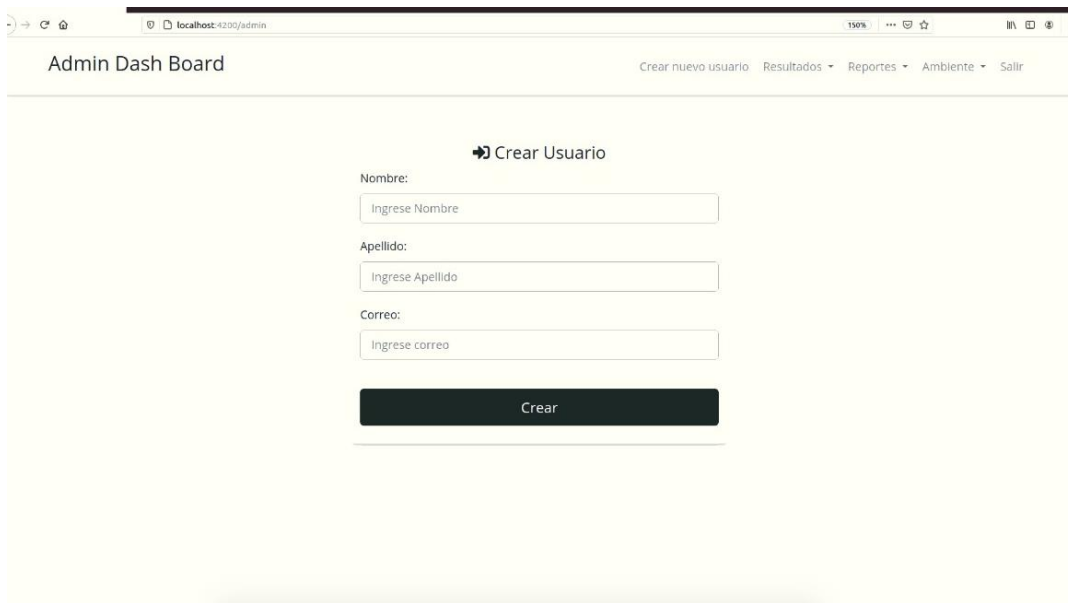 localhost:4200/admin
150%
Admin Dash Board
Crear nuevo usuario Resultados Reportes Ambiente Salir
Crear Usuario
Nombre:
Ingrese Nombre
Apellido:
Ingrese Apellido
Correo:
Ingrese correo
Crear